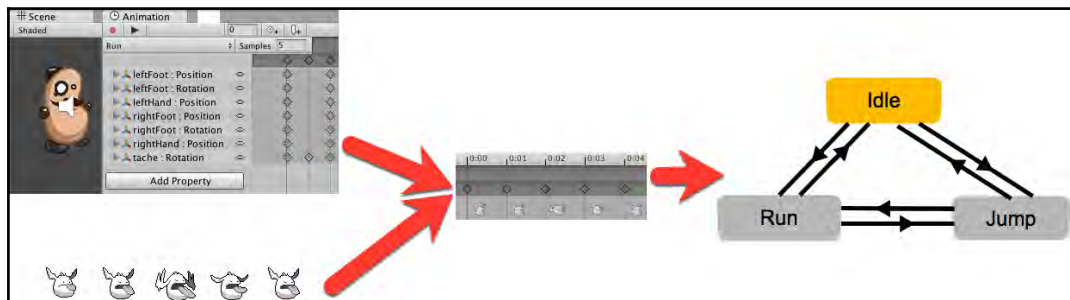 Scene
Animation
Shaded
0
Run
Samples 5
leftFoot : Position
leftFoot : Rotation
leftHand : Position
rightFoot : Position
rightFoot : Rotation
rightHand : Position
tache : Rotation
Add Property
0:00 0:01 0:02 0:03 0:04
Idle
Run
Jump